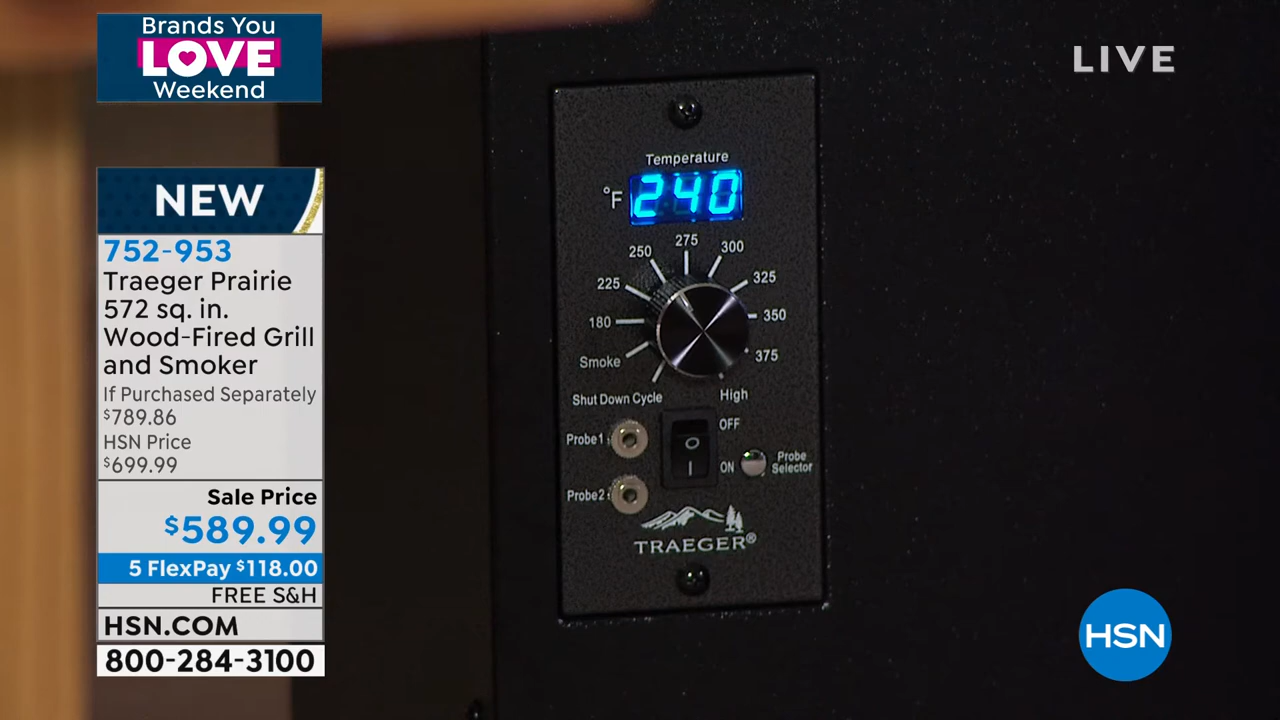 Brands You
LOVE
Weekend
LIVE
NEW
752-953
Traeger Prairie
572 sq. in.
Wood-Fired Grill
and Smoker
If Purchased Separately
$789.86
HSN Price
$699.99
Sale Price
$589.99
5 FlexPay $118.00
FREE S&H
HSN.COM
800-284-3100
Temperature
°F 240
275
250 300
225 325
180 350
Smoke 375
Shut Down Cycle High
OFF
Probe1
ON Probe
Selector
Probe2
TRAEGER®
HSN